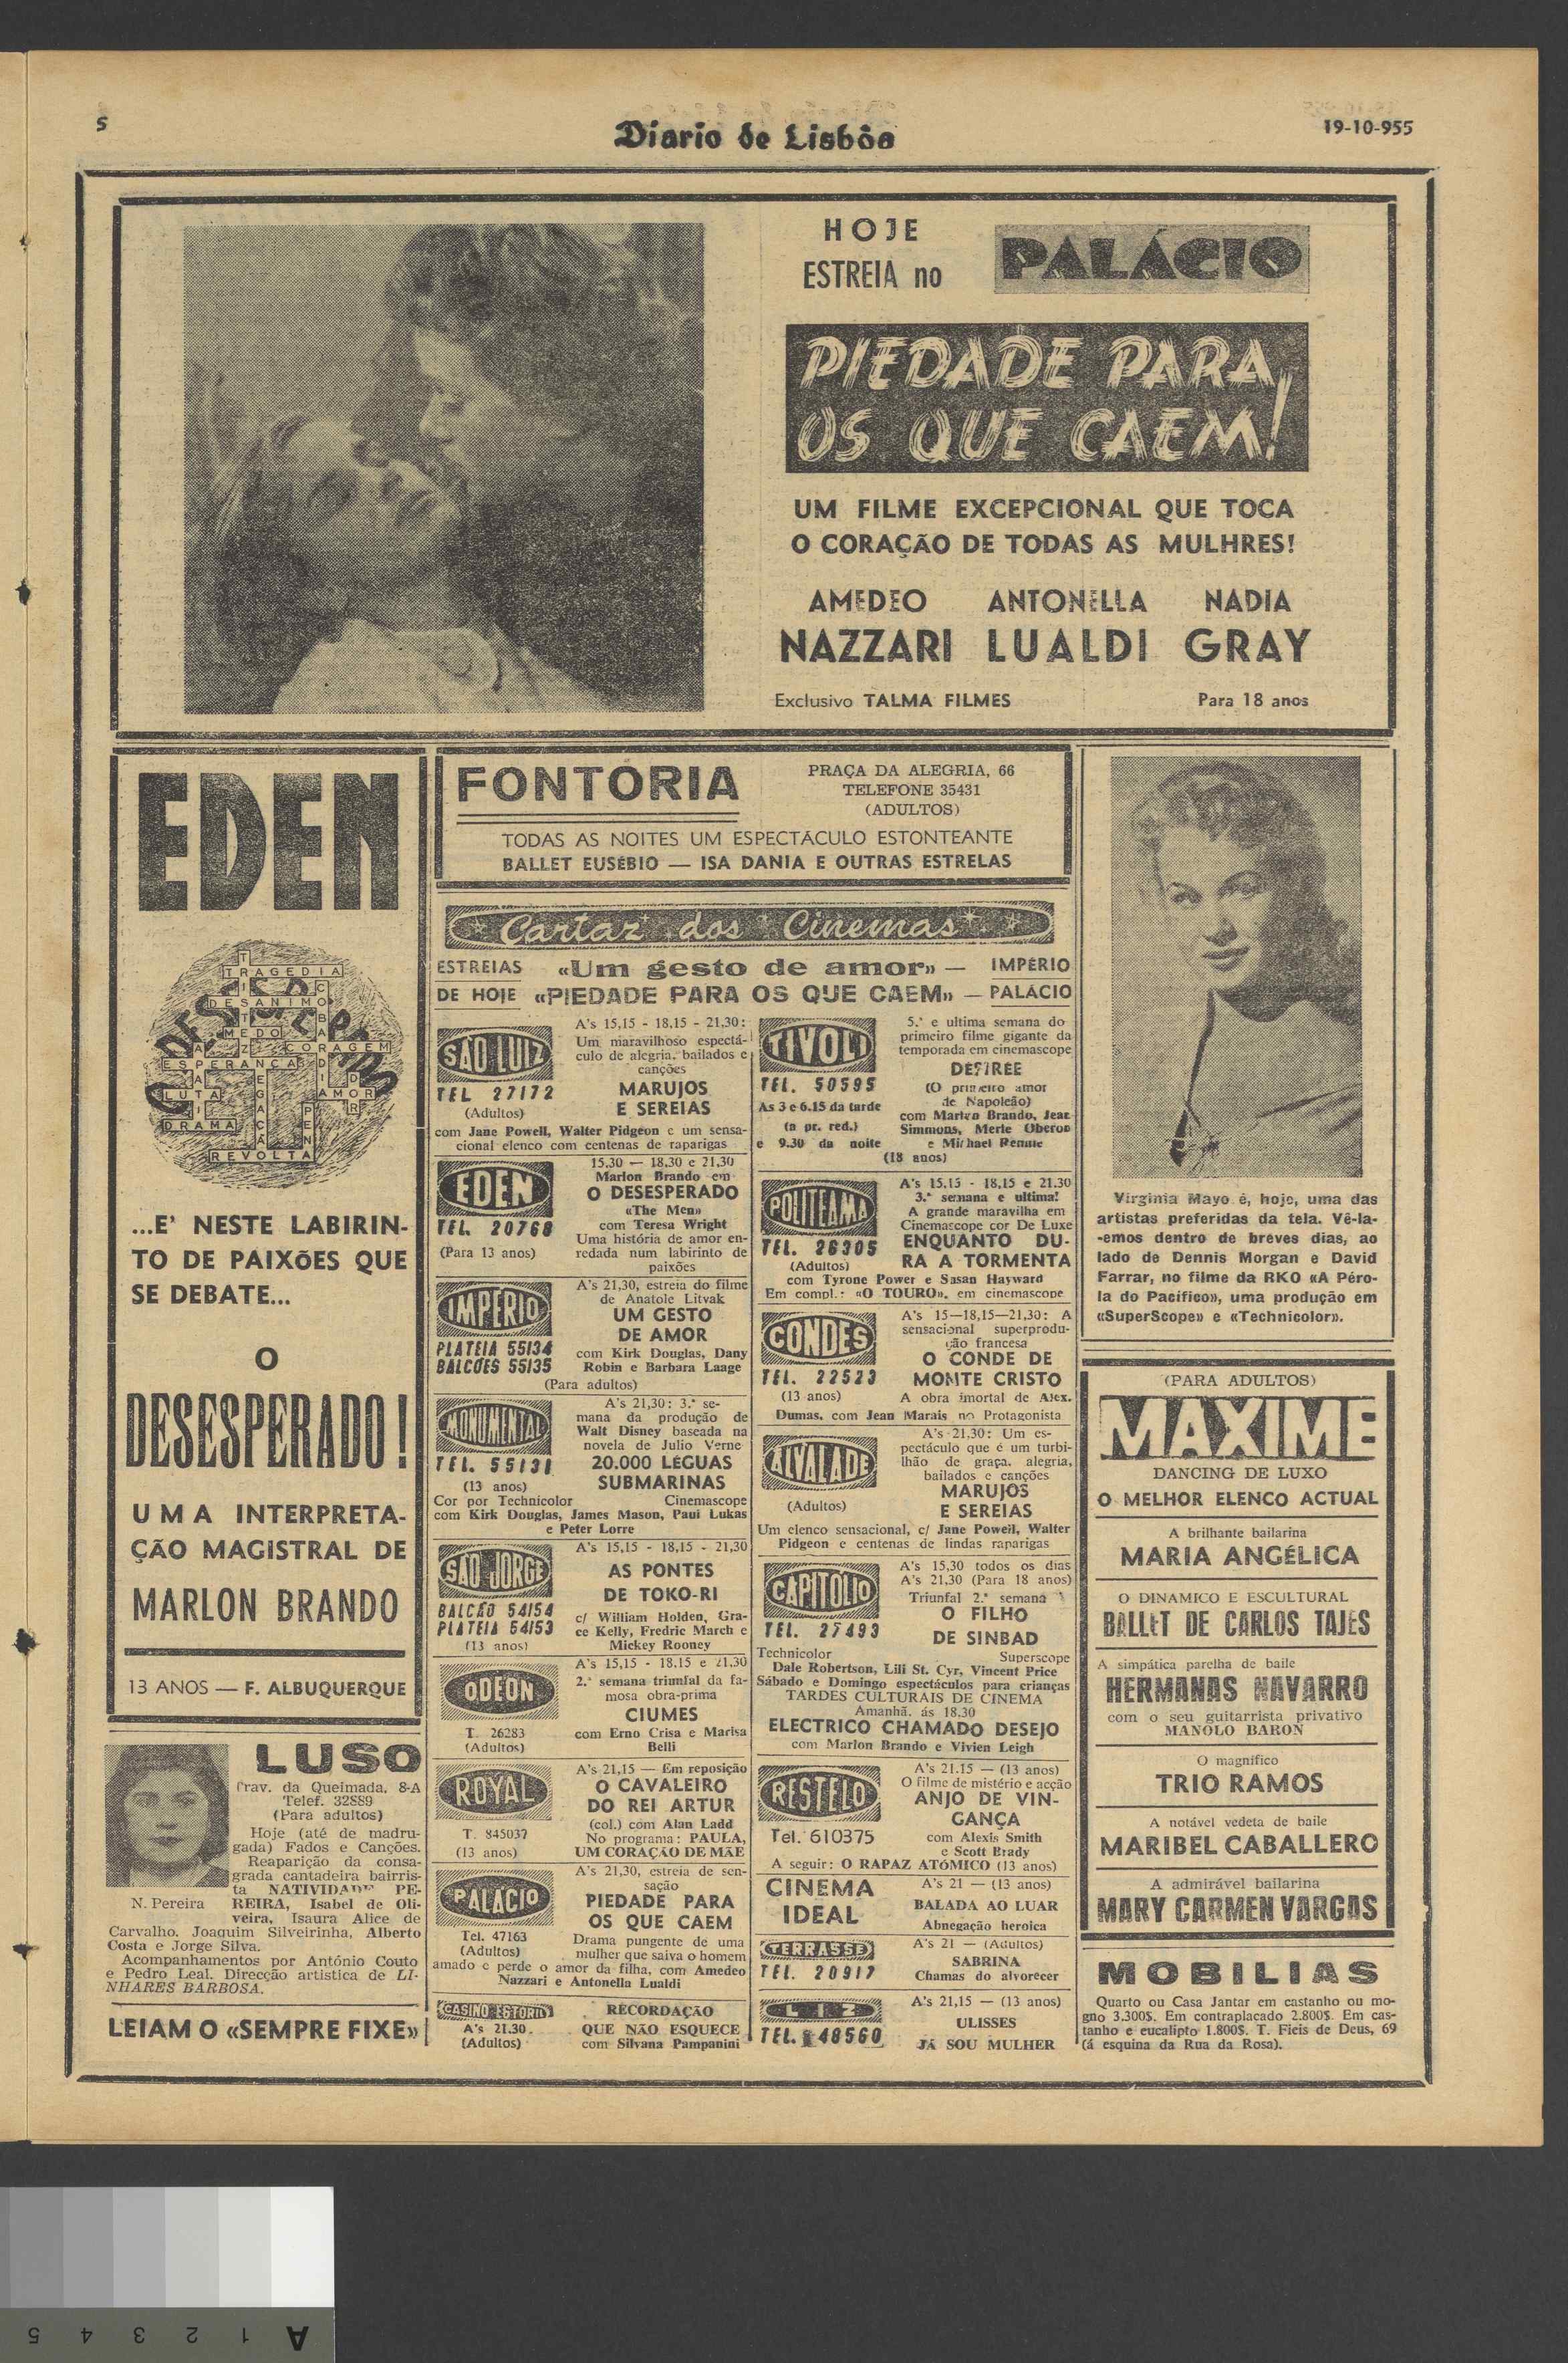 5
Diario de Lisbôa
19-10-955
HOJE
ESTREIA no
PALÁCIO
PIEDADE PARA
OS QUE CAEM!
UM FILME EXCEPCIONAL QUE TOCA
O CORAÇÃO DE TODAS AS MULHRES!
AMEDEO ANTONELLA NADIA
NAZZARI LUALDI GRAY
Exclusivo TALMA FILMES Para 18 anos
EDEN
TRAGEDIA
DESANIMO
MEDO
CORAGEM
ESPERANÇA
LUTA
AMOR
DRAMA
REVOLTA
...E' NESTE LABIRIN-
TO DE PAIXÕES QUE
SE DEBATE...
O
DESESPERADO!
UMA INTERPRETA-
ÇÃO MAGISTRAL DE
MARLON BRANDO
13 ANOS — F. ALBUQUERQUE
LUSO
Trav. da Queimada, 8-A
Telef. 32889
(Para adultos)
Hoje (até de madru-
gada) Fados e Canções.
Reaparição da consa-
grada cantadeira bairris-
ta NATIVIDADE PE-
N. Pereira
REIRA, Isabel de Oli-
veira, Isaura Alice de
Carvalho, Joaquim Silveirinha, Alberto
Costa e Jorge Silva.
Acompanhamentos por António Couto
e Pedro Leal. Direcção artistica de LI-
NHARES BARBOSA.
LEIAM O «SEMPRE FIXE»
FONTORIA
PRAÇA DA ALEGRIA, 66
TELEFONE 35431
(ADULTOS)
TODAS AS NOITES UM ESPECTÁCULO ESTONTEANTE
BALLET EUSÉBIO — ISA DANIA E OUTRAS ESTRELAS
Cartaz dos Cinemas
ESTREIAS «Um gesto de amor» — IMPÉRIO
DE HOJE «PIEDADE PARA OS QUE CAEM» — PALÁCIO
SÃO LUIZ
TEL 27172
(Adultos)
A's 15,15 - 18,15 - 21,30:
Um maravilhoso espectá-
culo de alegria, bailados e
canções
MARUJOS
E SEREIAS
com Jane Powell, Walter Pidgeon e um sensa-
cional elenco com centenas de raparigas
EDEN
TEL. 20768
(Para 13 anos)
15,30 — 18,30 e 21,30
Marlon Brando em
O DESESPERADO
«The Men»
com Teresa Wright
Uma história de amor en-
redada num labirinto de
paixões
IMPÉRIO
PLATEIA 55134
BALCÕES 55135
A's 21,30, estreia do filme
de Anatole Litvak
UM GESTO
DE AMOR
com Kirk Douglas, Dany
Robin e Barbara Laage
(Para adultos)
MONUMENTAL
TEL. 55131
(13 anos)
A's 21,30: 3.ª se-
mana da produção de
Walt Disney baseada na
novela de Julio Verne
20.000 LÉGUAS
SUBMARINAS
Cor por Technicolor Cinemascope
com Kirk Douglas, James Mason, Paul Lukas
e Peter Lorre
SÃO JORGE
BALCÃO 54154
PLATEIA 54153
(13 anos)
A's 15,15 - 18,15 - 21,30
AS PONTES
DE TOKO-RI
c/ William Holden, Gra-
ce Kelly, Fredric March e
Mickey Rooney
ODEON
T. 26283
(Adultos)
A's 15,15 - 18,15 e 21,30
2.ª semana triunfal da fa-
mosa obra-prima
CIUMES
com Erno Crisa e Marisa
Belli
ROYAL
T. 845037
(13 anos)
A's 21,15 — Em reposição
O CAVALEIRO
DO REI ARTUR
(col.) com Alan Ladd
No programa: PAULA,
UM CORAÇÃO DE MÃE
PALÁCIO
Tel. 47163
(Adultos)
A's 21,30, estreia de sen-
sação
PIEDADE PARA
OS QUE CAEM
Drama pungente de uma
mulher que salva o homem
amado e perde o amor da filha, com Amedeo
Nazzari e Antonella Lualdi
CASINO ESTORIL
A's 21,30.
(Adultos)
RECORDAÇÃO
QUE NÃO ESQUECE
com Silvana Pampanini
TIVOLI
TEL. 50595
As 3 e 6.15 da tarde
(a pr. red.)
e 9.30 da noite
5.ª e ultima semana do
primeiro filme gigante da
temporada em cinemascope
DESIREE
(O primeiro amor
de Napoleão)
com Marlon Brando, Jean
Simmons, Merle Oberon
e Michael Rennie
(18 anos)
POLITEAMA
TEL. 26305
(Adultos)
A's 15,15 - 18,15 e 21,30
3.ª semana e ultima!
A grande maravilha em
Cinemascope cor De Luxe
ENQUANTO DU-
RA A TORMENTA
com Tyrone Power e Susan Hayward
Em compl.: «O TOURO», em cinemascope
CONDES
TEL. 22523
(13 anos)
A's 15—18,15—21,30: A
sensacional superprodu-
ção francesa
O CONDE DE
MONTE CRISTO
A obra imortal de Alex.
Dumas, com Jean Marais no Protagonista
ALVALADE
(Adultos)
A's 21,30: Um es-
pectáculo que é um turbi-
lhão de graça, alegria,
bailados e canções
MARUJOS
E SEREIAS
Um elenco sensacional, c/ Jane Powell, Walter
Pidgeon e centenas de lindas raparigas
CAPITOLIO
TEL. 27493
A's 15,30 todos os dias
A's 21,30 (Para 18 anos)
Triunfal 2.ª semana
O FILHO
DE SINBAD
Technicolor Superscope
Dale Robertson, Lili St. Cyr, Vincent Price
Sábado e Domingo espectáculos para crianças
TARDES CULTURAIS DE CINEMA
Amanhã, ás 18,30
ELECTRICO CHAMADO DESEJO
com Marlon Brando e Vivien Leigh
RESTELO
Tel. 610375
A's 21.15 — (13 anos)
O filme de mistério e acção
ANJO DE VIN-
GANÇA
com Alexis Smith
e Scott Brady
A seguir: O RAPAZ ATÓMICO (13 anos)
CINEMA
IDEAL
A's 21 — (13 anos)
BALADA AO LUAR
Abnegação heroica
TERRASSE
TEL. 20917
A's 21 — (Adultos)
SABRINA
Chamas do alvorecer
LIZ
TEL. 48560
A's 21,15 — (13 anos)
ULISSES
JÁ SOU MULHER
Virginia Mayo é, hoje, uma das
artistas preferidas da tela. Vê-la-
-emos dentro de breves dias, ao
lado de Dennis Morgan e David
Farrar, no filme da RKO «A Péro-
la do Pacífico», uma produção em
«SuperScope» e «Technicolor».
(PARA ADULTOS)
MAXIME
DANCING DE LUXO
O MELHOR ELENCO ACTUAL
A brilhante bailarina
MARIA ANGÉLICA
O DINAMICO E ESCULTURAL
BALLET DE CARLOS TAJES
A simpática parelha de baile
HERMANAS NAVARRO
com o seu guitarrista privativo
MANOLO BARON
O magnífico
TRIO RAMOS
A notável vedeta de baile
MARIBEL CABALLERO
A admirável bailarina
MARY CARMEN VARGAS
MOBILIAS
Quarto ou Casa Jantar em castanho ou mo-
gno 3.300$. Em contraplacado 2.800$. Em cas-
tanho e eucalipto 1.800$. T. Fieis de Deus, 69
(á esquina da Rua da Rosa).
A 1 2 3 4 5